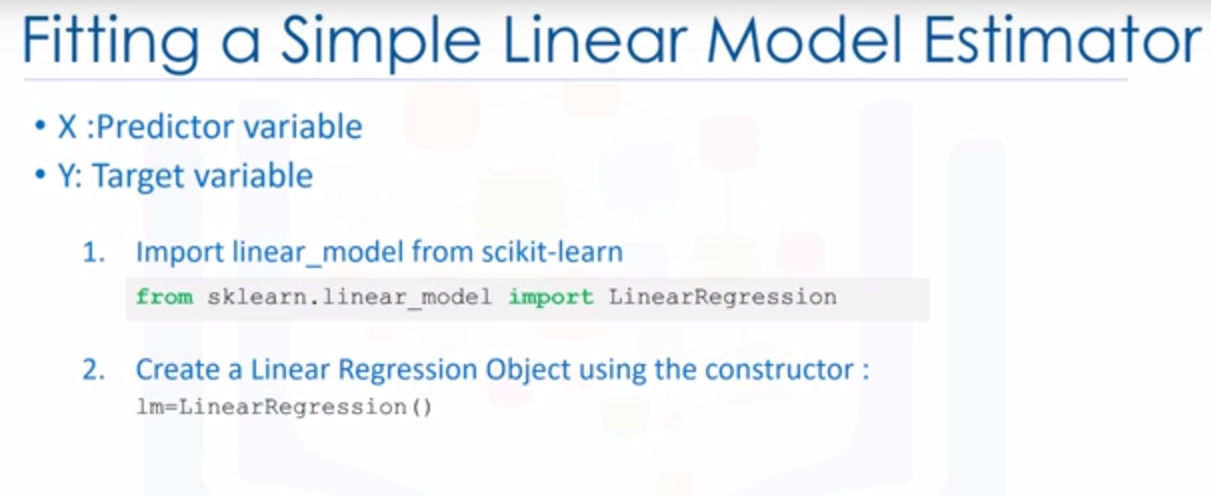 Fitting a Simple Linear Model Estimator
• X :Predictor variable
• Y: Target variable
1. Import linear_model from scikit-learn
from sklearn.linear_model import LinearRegression
2. Create a Linear Regression Object using the constructor :
lm=LinearRegression()